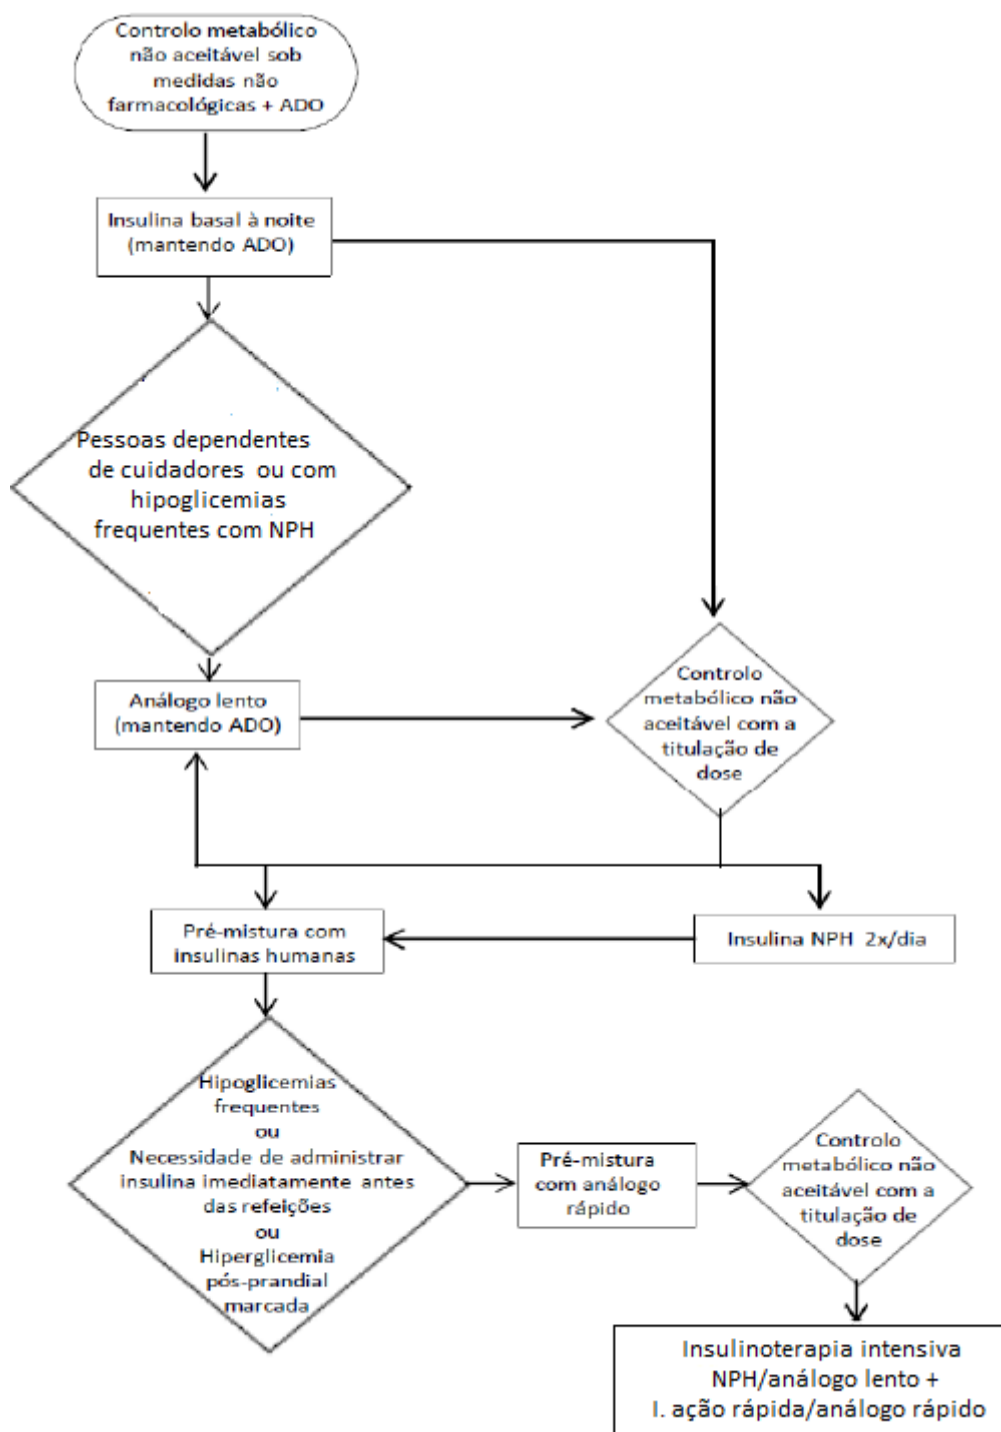 Controlo metabólico
não aceitável sob
medidas não
farmacológicas + ADO
Insulina basal à noite
(mantendo ADO)
Pessoas dependentes
de cuidadores ou com
hipoglicemias
frequentes com NPH
Análogo lento
(mantendo ADO)
Controlo
metabólico não
aceitável com a
titulação de
dose
Pré-mistura com
insulinas humanas
Insulina NPH 2x/dia
Hipoglicemias
frequentes
ou
Necessidade de administrar
insulina imediatamente antes
das refeições
ou
Hiperglicemia
pós-prandial
marcada
Pré-mistura
com análogo
rápido
Controlo
metabólico não
aceitável com a
titulação de
dose
Insulinoterapia intensiva
NPH/análogo lento +
I. ação rápida/análogo rápido